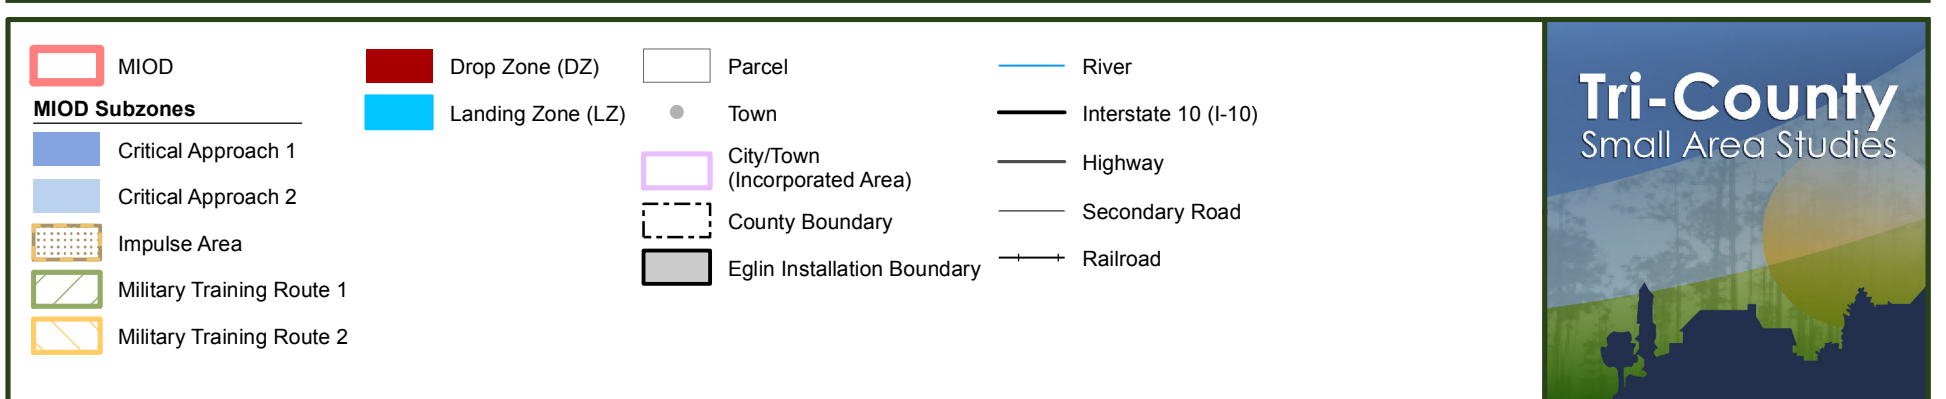 MIOD
MIOD Subzones
Critical Approach 1
Critical Approach 2
Impulse Area
Military Training Route 1
Military Training Route 2
Drop Zone (DZ)
Landing Zone (LZ)
Parcel
Town
City/Town
(Incorporated Area)
County Boundary
Eglin Installation Boundary
River
Interstate 10 (I-10)
Highway
Secondary Road
Railroad
Tri-County
Small Area Studies